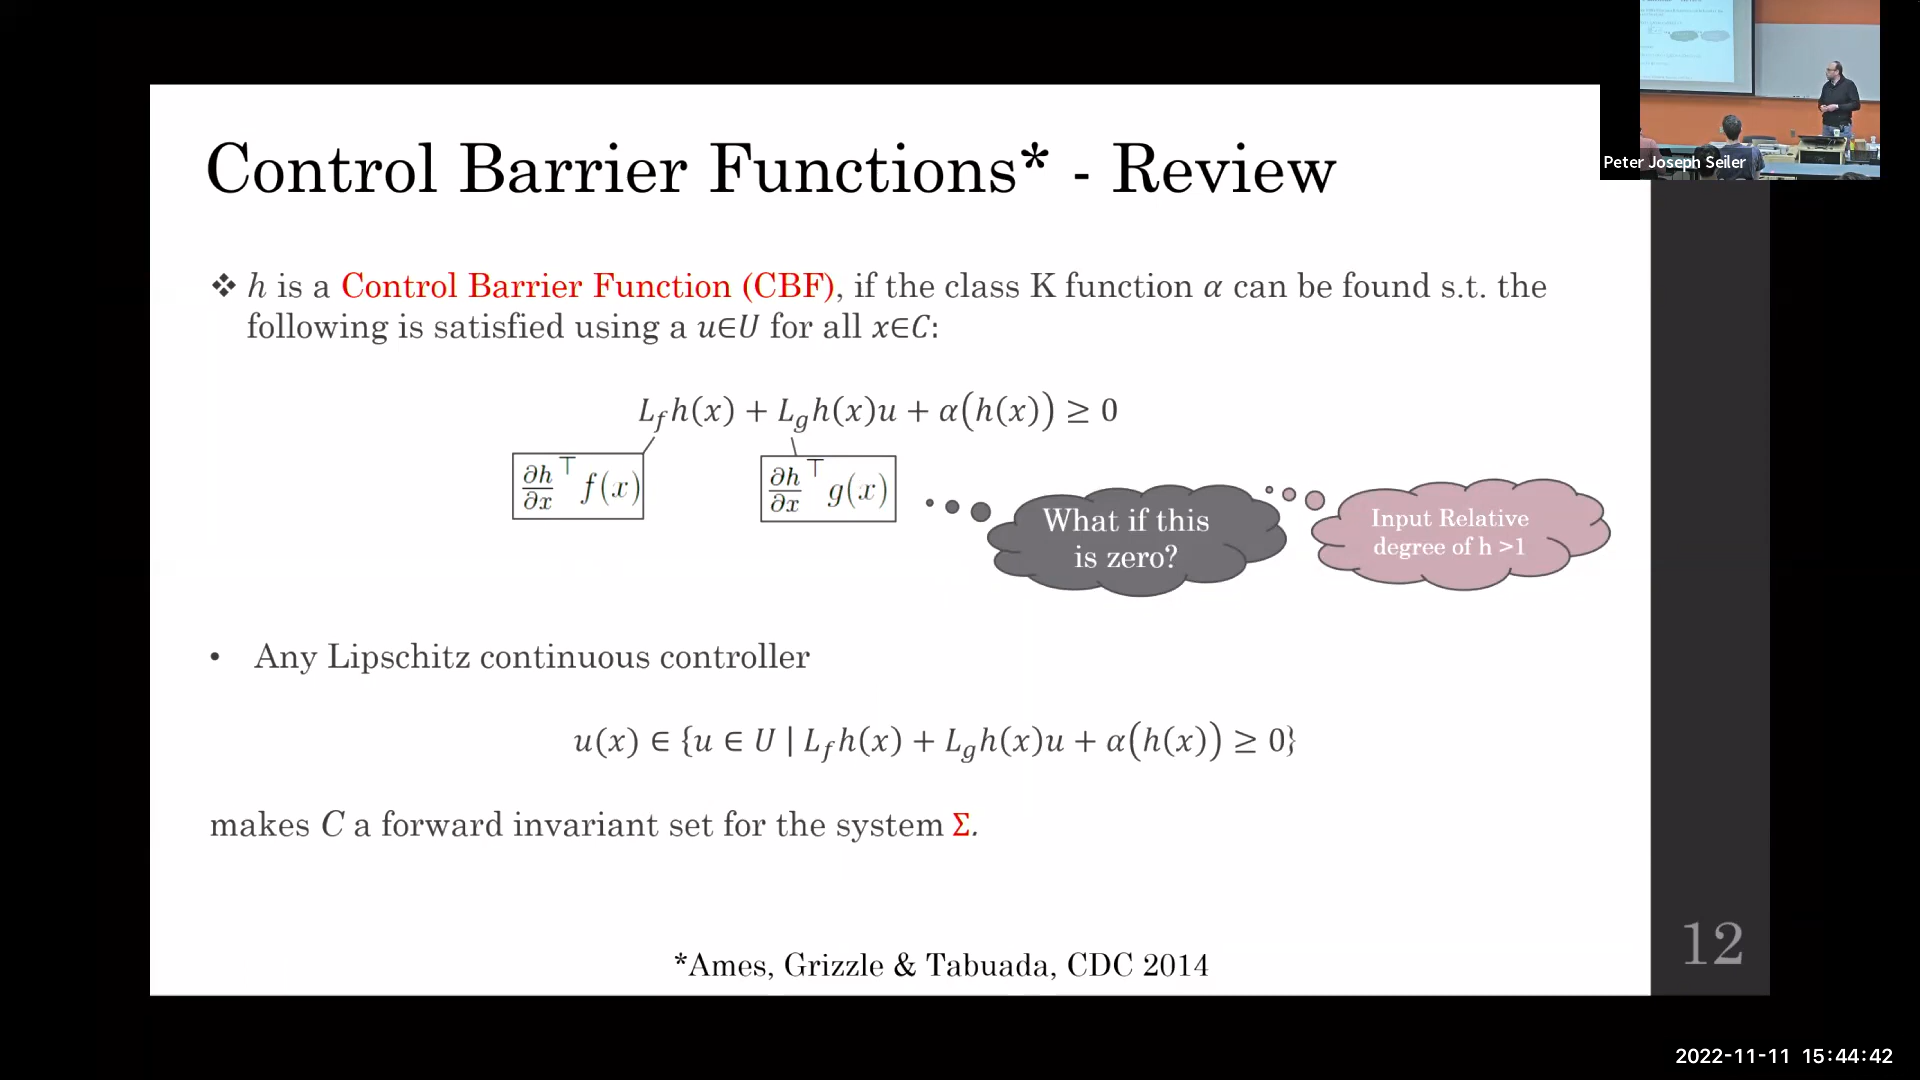 Control Barrier Functions* - Review
Peter Joseph Seiler
❖ h is a Control Barrier Function (CBF), if the class K function α can be found s.t. the
following is satisfied using a u∈U for all x∈C:
L_f h(x) + L_g h(x)u + α(h(x)) ≥ 0
∂h/∂x ⊤ f(x)
∂h/∂x ⊤ g(x)
What if this
is zero?
Input Relative
degree of h >1
• Any Lipschitz continuous controller
u(x) ∈ {u ∈ U | L_f h(x) + L_g h(x)u + α(h(x)) ≥ 0}
makes C a forward invariant set for the system Σ.
*Ames, Grizzle & Tabuada, CDC 2014
12
2022-11-11 15:44:42